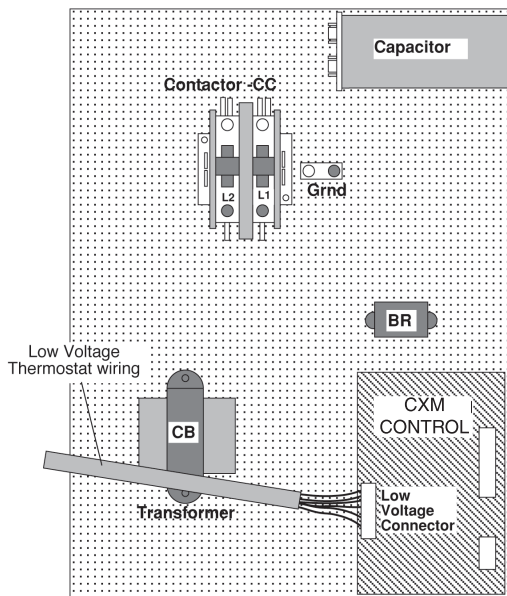 Capacitor
Contactor -CC
L2 L1
Grnd
BR
Low Voltage
Thermostat wiring
CXM
CONTROL
CB
Low
Voltage
Connector
Transformer